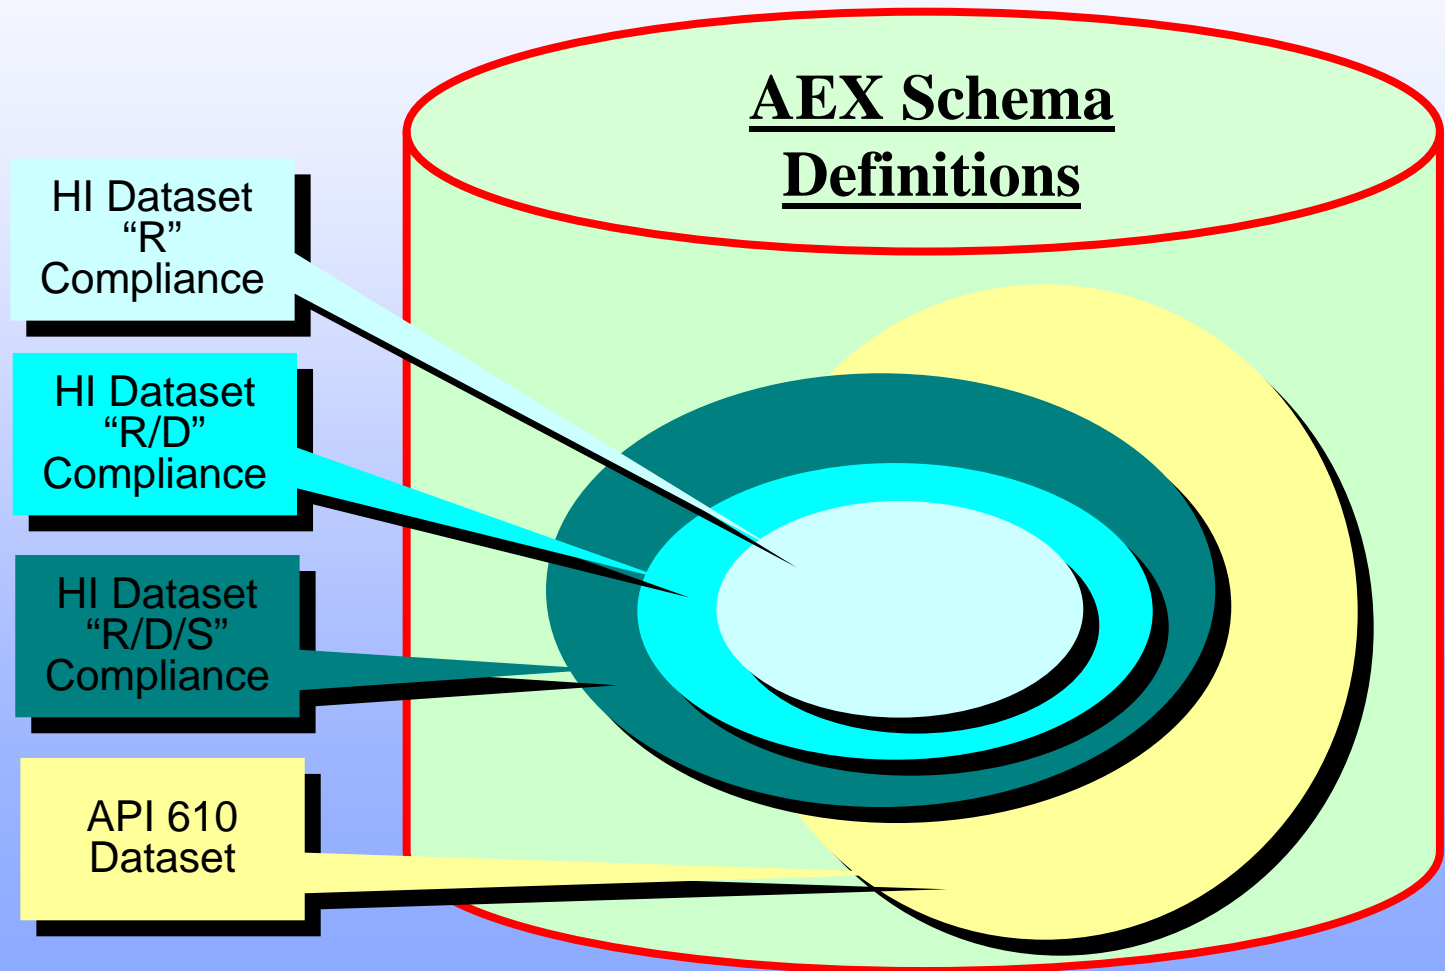 AEX Schema
Definitions
HI Dataset
“R”
Compliance
HI Dataset
“R/D”
Compliance
HI Dataset
“R/D/S”
Compliance
API 610
Dataset